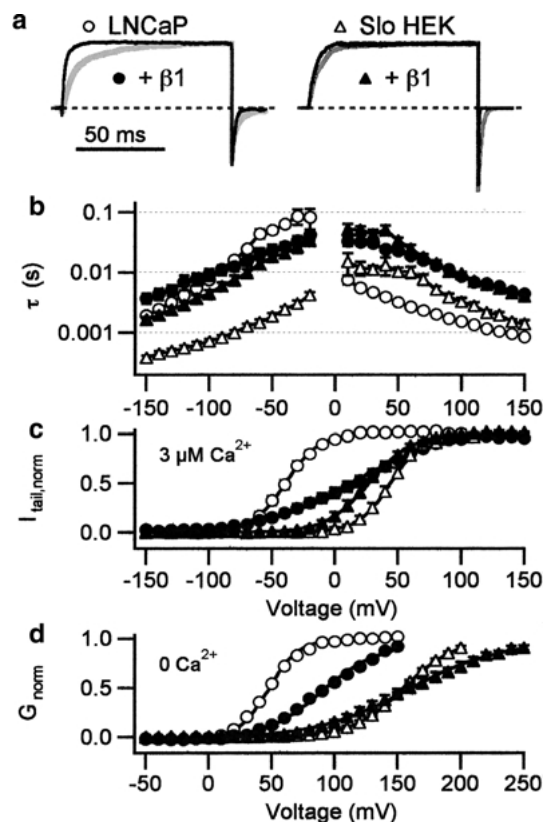 a
○ LNCaP △ Slo HEK
● + β1 ▲ + β1
50 ms
b
0.1
0.01
0.001
τ (s)
-150 -100 -50 0 50 100 150
c
1.0
0.5
0.0
I tail,norm
3 μM Ca2+
-150 -100 -50 0 50 100 150
Voltage (mV)
d
1.0
0.5
0.0
G norm
0 Ca2+
-50 0 50 100 150 200 250
Voltage (mV)